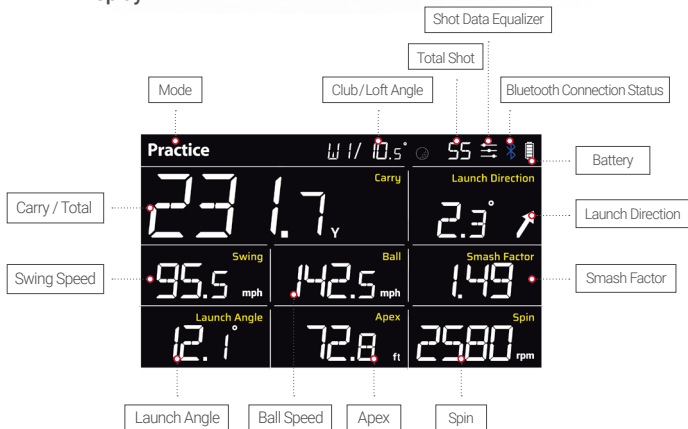 Shot Data Equalizer
Total Shot
Mode
Club/Loft Angle
Bluetooth Connection Status
Practice
W 1/ 10.5°
55
Battery
Carry / Total
Carry
231.7 Y
Launch Direction
2.3°
Launch Direction
Swing Speed
Swing
95.5 mph
Ball
142.5 mph
Smash Factor
1.49
Smash Factor
Launch Angle
12.1°
Apex
72.8 ft
Spin
2580 rpm
Launch Angle
Ball Speed
Apex
Spin